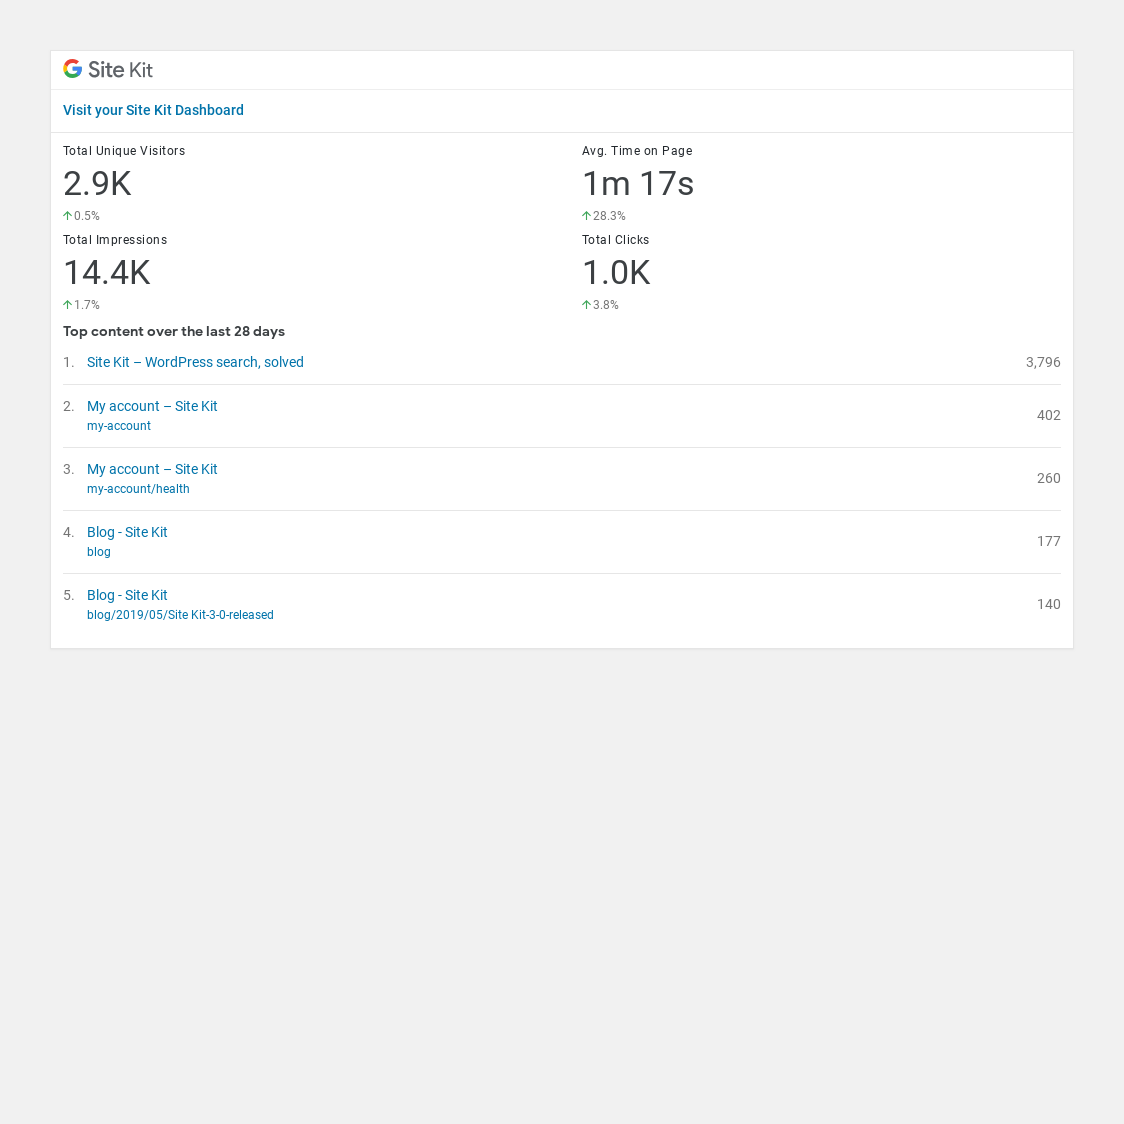 Site Kit
Visit your Site Kit Dashboard
Total Unique Visitors
2.9K
0.5%
Avg. Time on Page
1m 17s
28.3%
Total Impressions
14.4K
1.7%
Total Clicks
1.0K
3.8%
Top content over the last 28 days
1. Site Kit – WordPress search, solved 3,796
2. My account – Site Kit 402
my-account
3. My account – Site Kit 260
my-account/health
4. Blog - Site Kit 177
blog
5. Blog - Site Kit 140
blog/2019/05/Site Kit-3-0-released